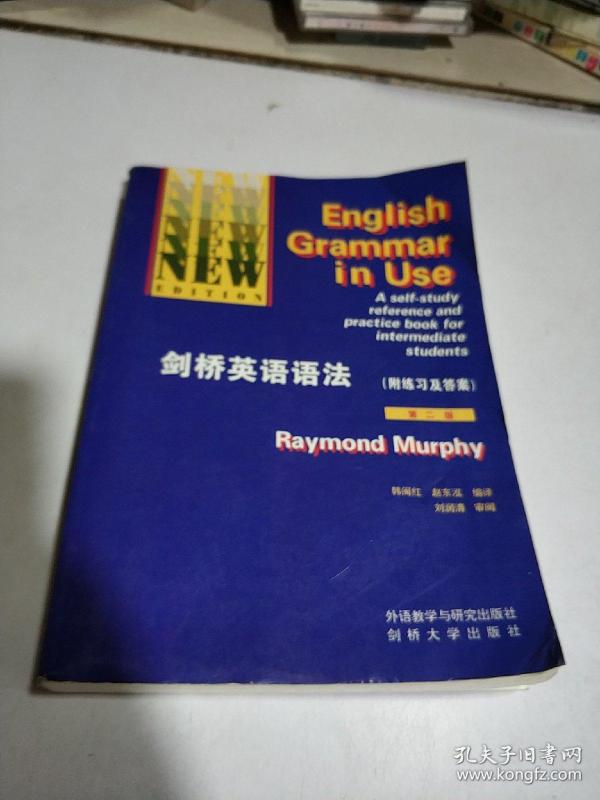 NEW
NEW
NEW
NEW
NEW
EDITION
English
Grammar
in Use
A self-study
reference and
practice book for
intermediate
students
剑桥英语语法
(附练习及答案)
第二版
Raymond Murphy
韩闽红 赵东泓 编译
刘润清 审阅
外语教学与研究出版社
剑桥大学出版社
孔夫子旧书网
www.kongfz.com